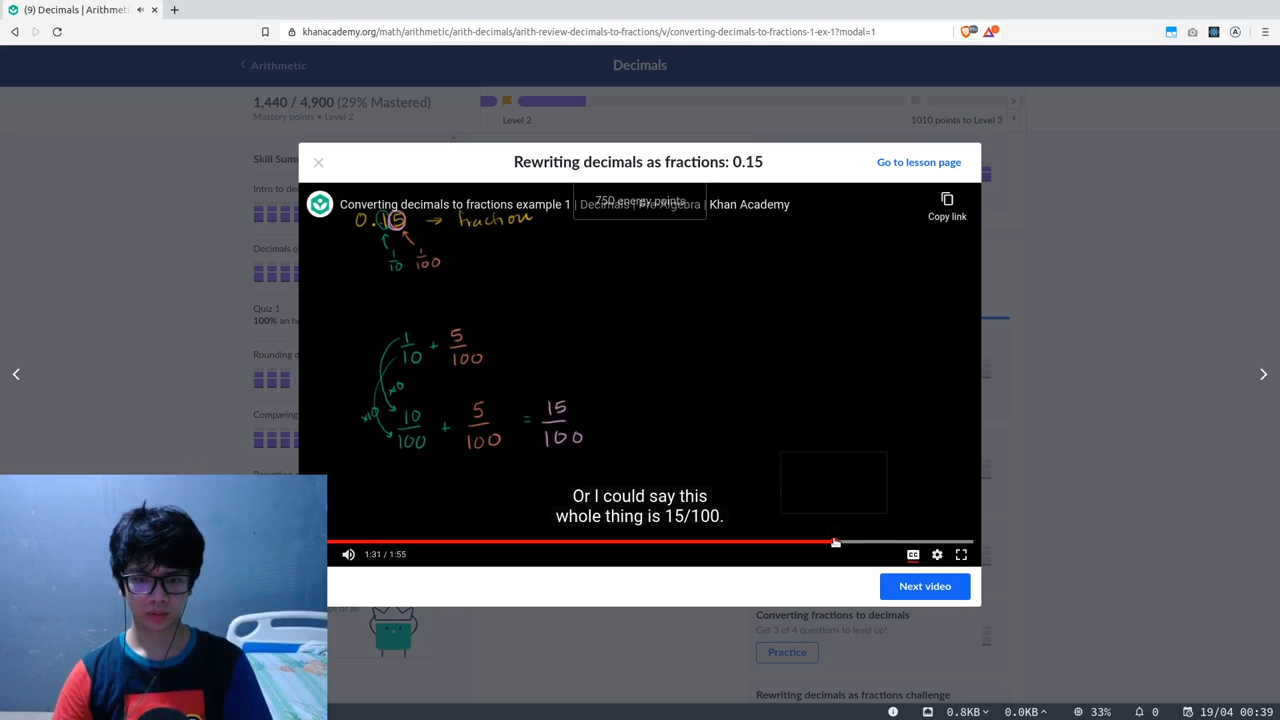 (9) Decimals | Arithmeti
khanacademy.org/math/arithmetic/arith-decimals/arith-review-decimals-to-fractions/v/converting-decimals-to-fractions-1-ex-1?modal=1
Arithmetic
Decimals
1,440 / 4,900 (29% Mastered)
Mastery points • Level 2
Level 2
1010 points to Level 3
Skill Summ
Intro to dec
Decimals o
Quiz 1
100% an ho
Rounding d
Comparing
Rewriting decimals as fractions: 0.15
Go to lesson page
Converting decimals to fractions example 1 | Decimals | Pre-Algebra | Khan Academy
750 energy points
Copy link
0.15 → fraction
1/10 1/100
1/10 + 5/100
x10
x10
10/100 + 5/100 = 15/100
Or I could say this
whole thing is 15/100.
1:31 / 1:55
CC
Next video
Converting fractions to decimals
Get 3 of 4 questions to level up!
Practice
Rewriting decimals as fractions challenge
0.8KB
0.0KB
33%
0
19/04 00:39